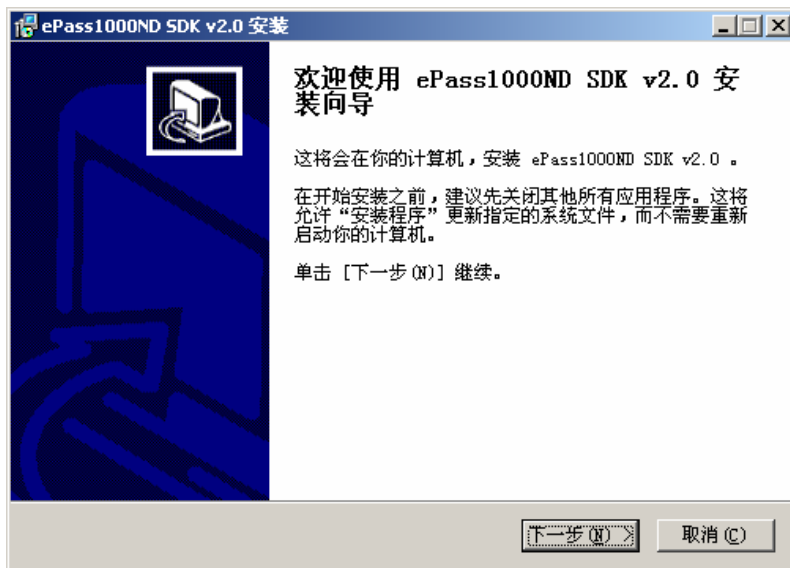 ePass1000ND SDK v2.0 安装
欢迎使用 ePass1000ND SDK v2.0 安
装向导
这将会在你的计算机，安装 ePass1000ND SDK v2.0 。
在开始安装之前，建议先关闭其他所有应用程序。这将
允许“安装程序”更新指定的系统文件，而不需要重新
启动你的计算机。
单击 [下一步(N)] 继续。
下一步(N) >
取消(C)